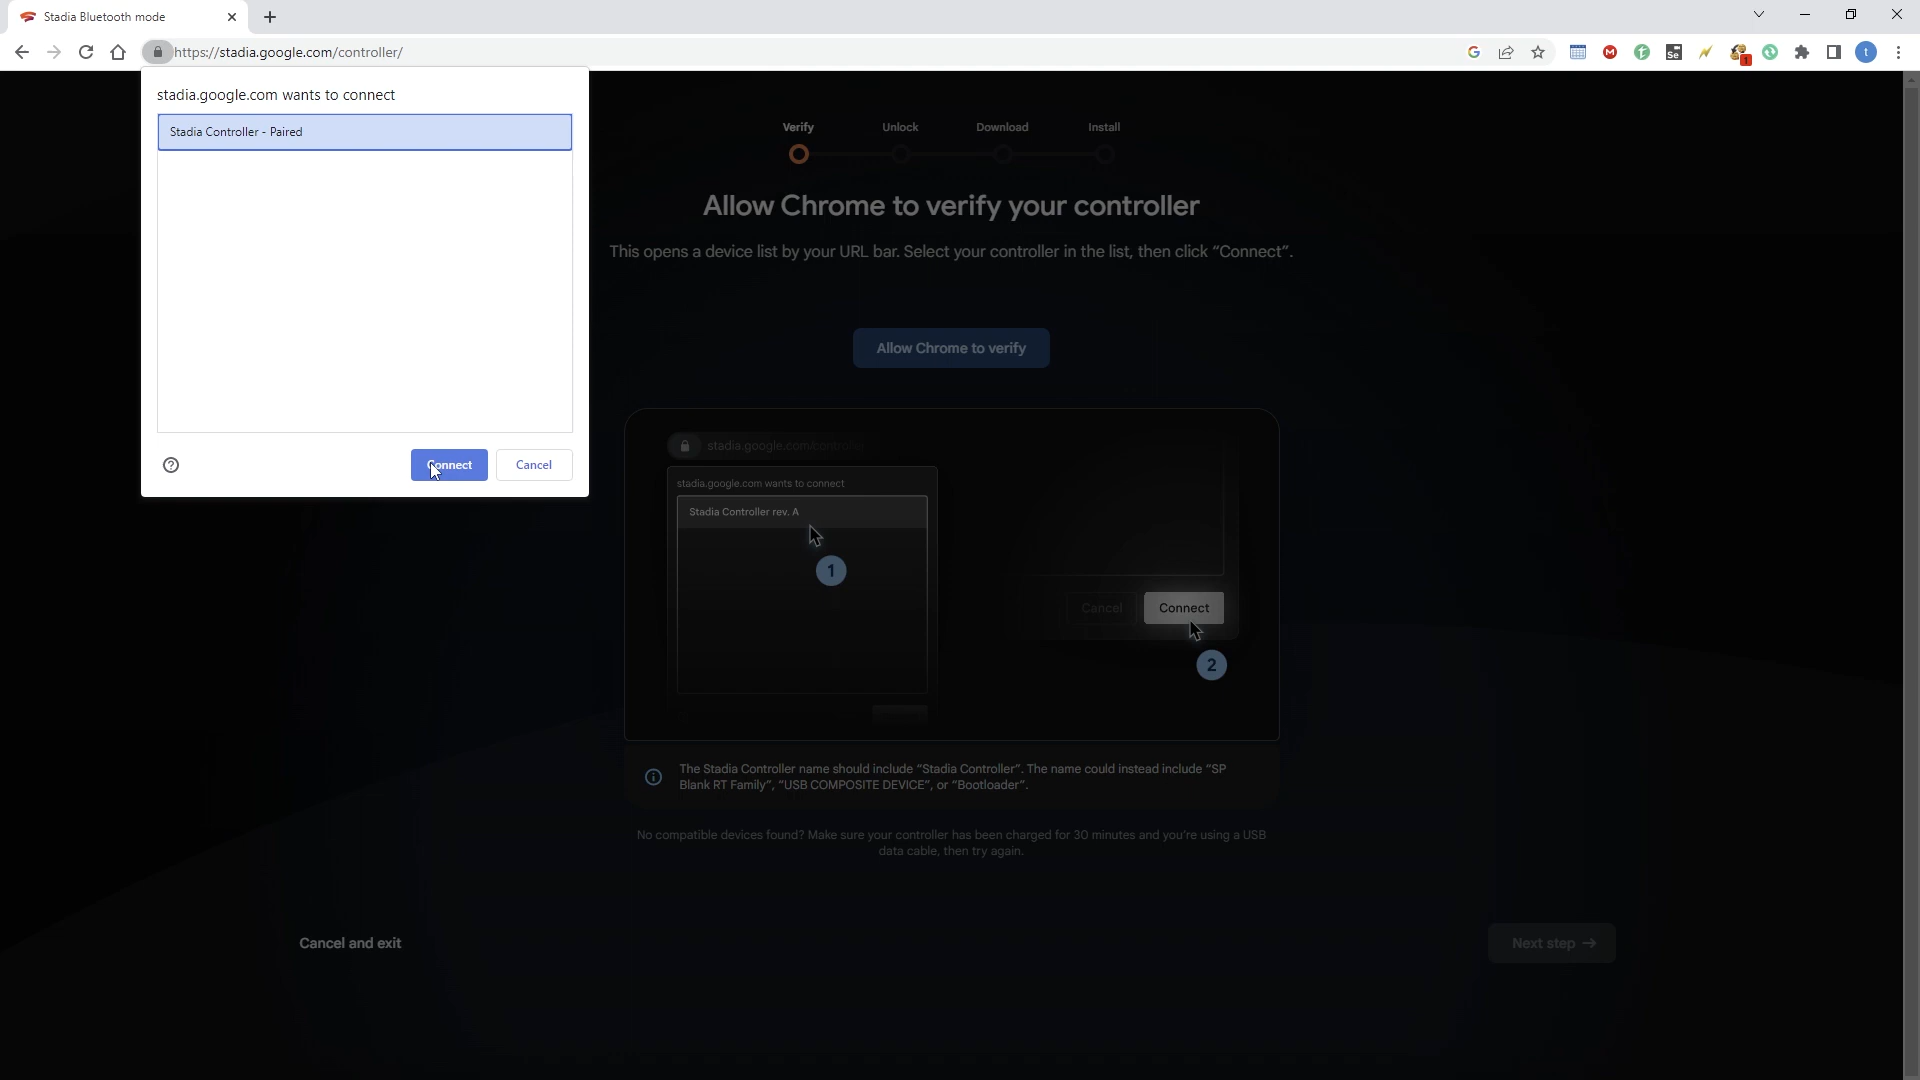 Stadia Bluetooth mode
https://stadia.google.com/controller/
Se
1
t
stadia.google.com wants to connect
Stadia Controller - Paired
Connect
Cancel
Verify
Unlock
Download
Install
Allow Chrome to verify your controller
This opens a device list by your URL bar. Select your controller in the list, then click “Connect”.
Allow Chrome to verify
stadia.google.com/controller
stadia.google.com wants to connect
Stadia Controller rev. A
1
Cancel
Connect
2
The Stadia Controller name should include “Stadia Controller”. The name could instead include “SP
Blank RT Family”, “USB COMPOSITE DEVICE”, or “Bootloader”.
No compatible devices found? Make sure your controller has been charged for 30 minutes and you’re using a USB
data cable, then try again.
Cancel and exit
Next step